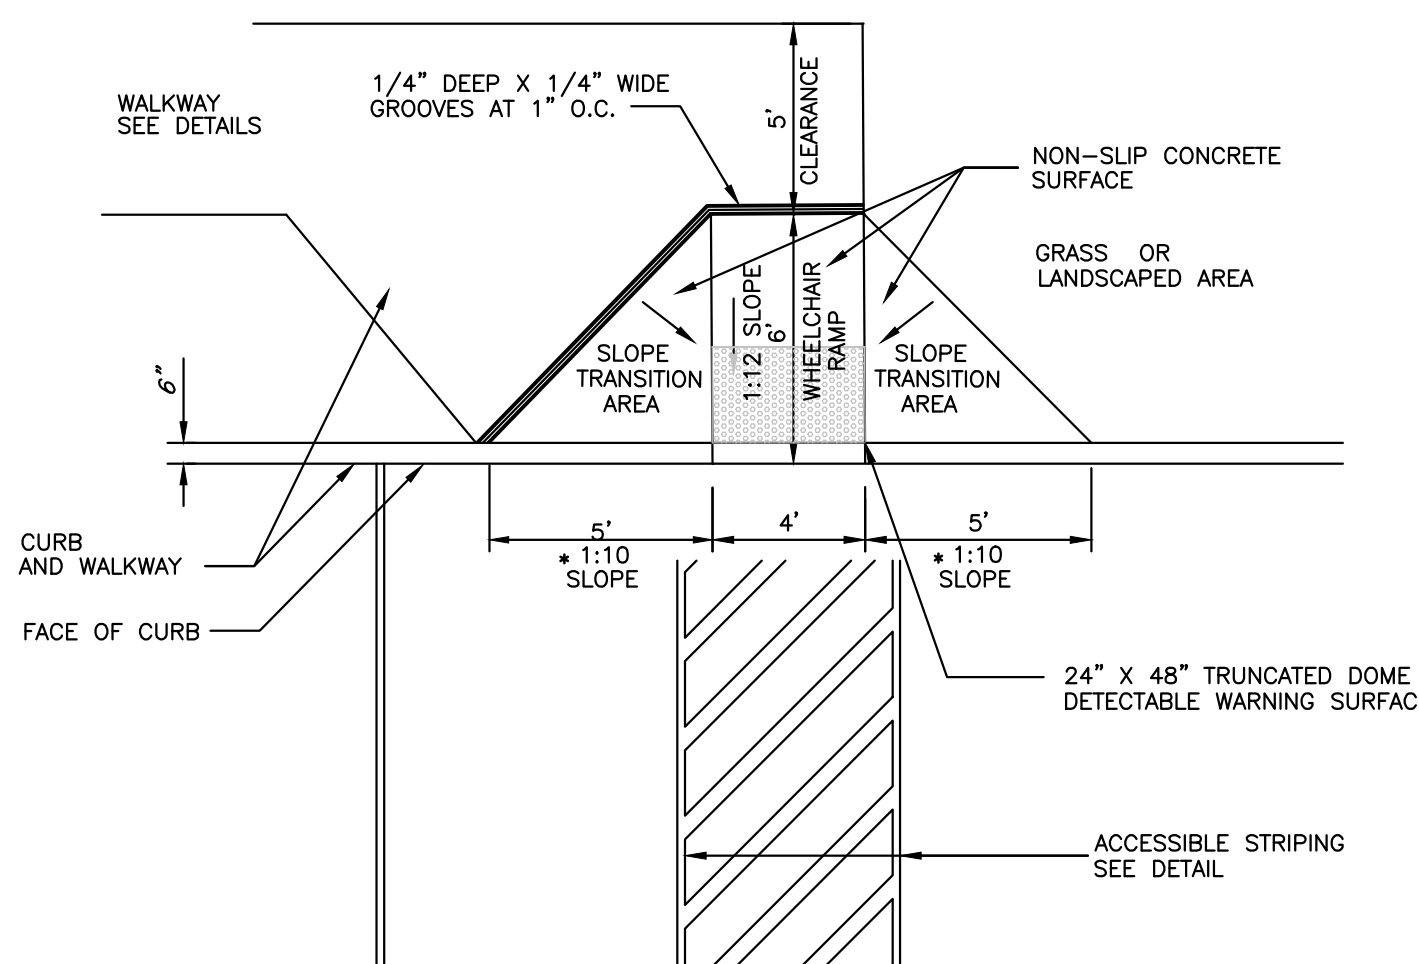 WALKWAY
SEE DETAILS
1/4” DEEP X 1/4” WIDE
GROOVES AT 1” O.C.
5'
CLEARANCE
NON-SLIP CONCRETE
SURFACE
GRASS OR
LANDSCAPED AREA
1:12 SLOPE
6'
WHEELCHAIR
RAMP
SLOPE
TRANSITION
AREA
SLOPE
TRANSITION
AREA
6”
5'
* 1:10
SLOPE
4'
5'
* 1:10
SLOPE
CURB
AND WALKWAY
FACE OF CURB
24” X 48” TRUNCATED DOME
DETECTABLE WARNING SURFAC
ACCESSIBLE STRIPING
SEE DETAIL